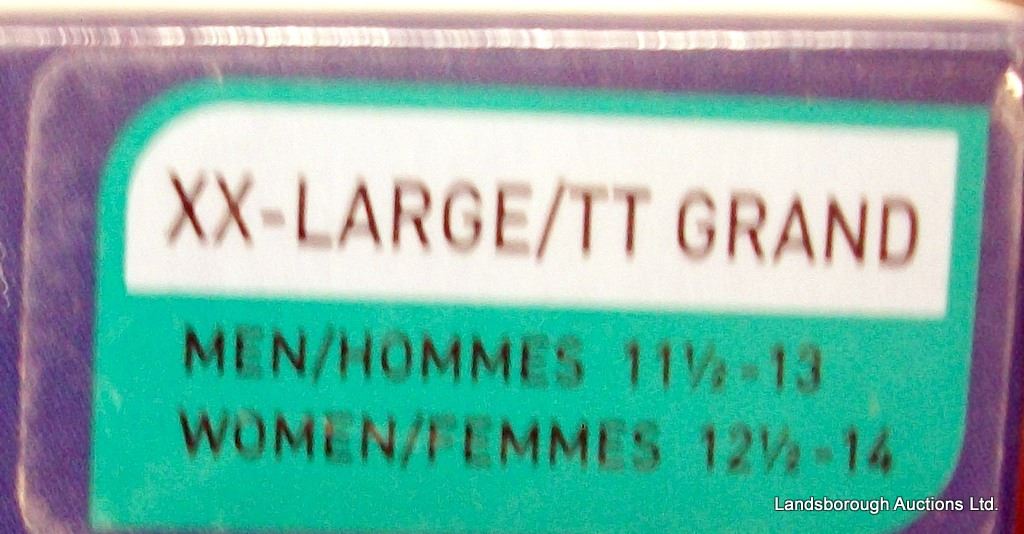 XX-LARGE/TT GRAND
MEN/HOMMES 11½-13
WOMEN/FEMMES 12½-14
Landsborough Auctions Ltd.